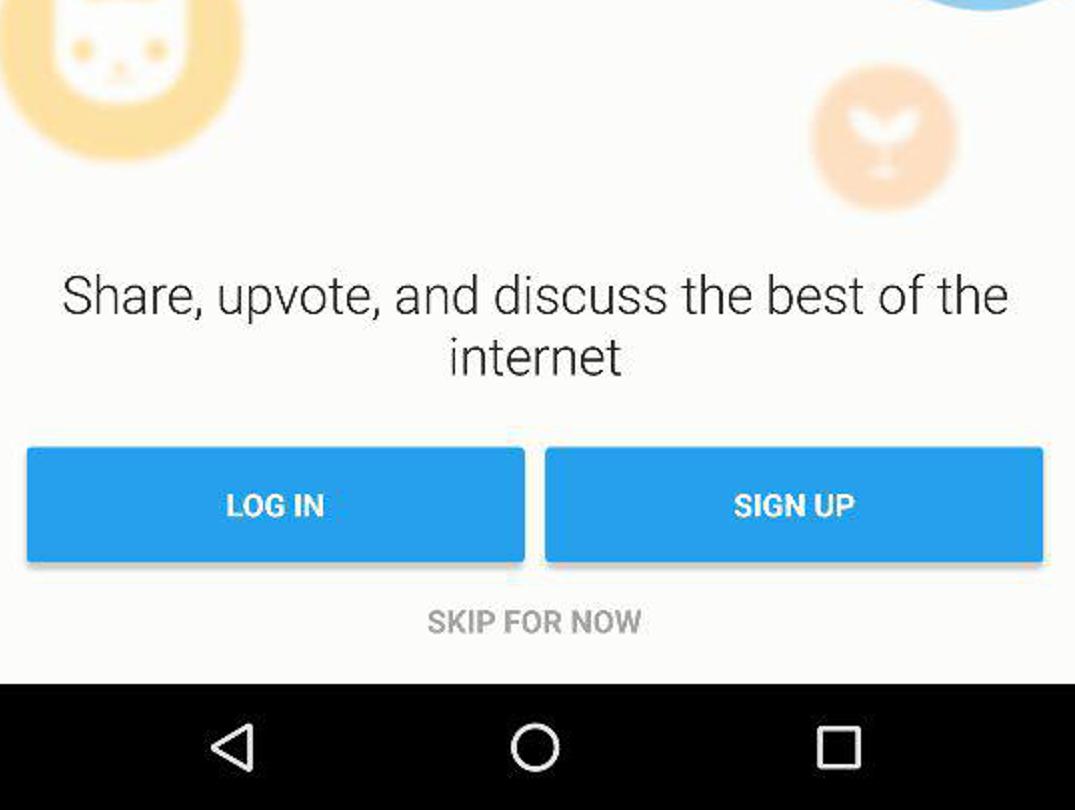 Share, upvote, and discuss the best of the
internet
LOG IN
SIGN UP
SKIP FOR NOW